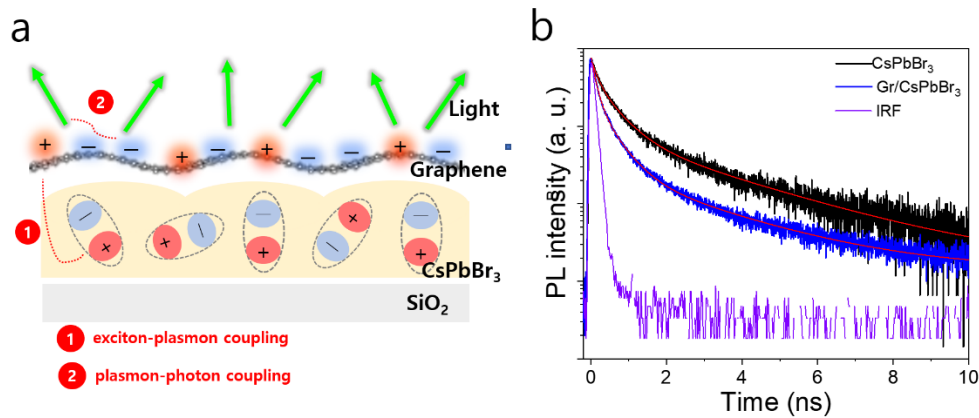 a
2
Light
+ − − + − + − − + −
Graphene
1
− + + − − + + − − +
CsPbBr₃
SiO₂
1 exciton-plasmon coupling
2 plasmon-photon coupling
b
CsPbBr₃
Gr/CsPbBr₃
IRF
PL intensity (a. u.)
0 2 4 6 8 10
Time (ns)